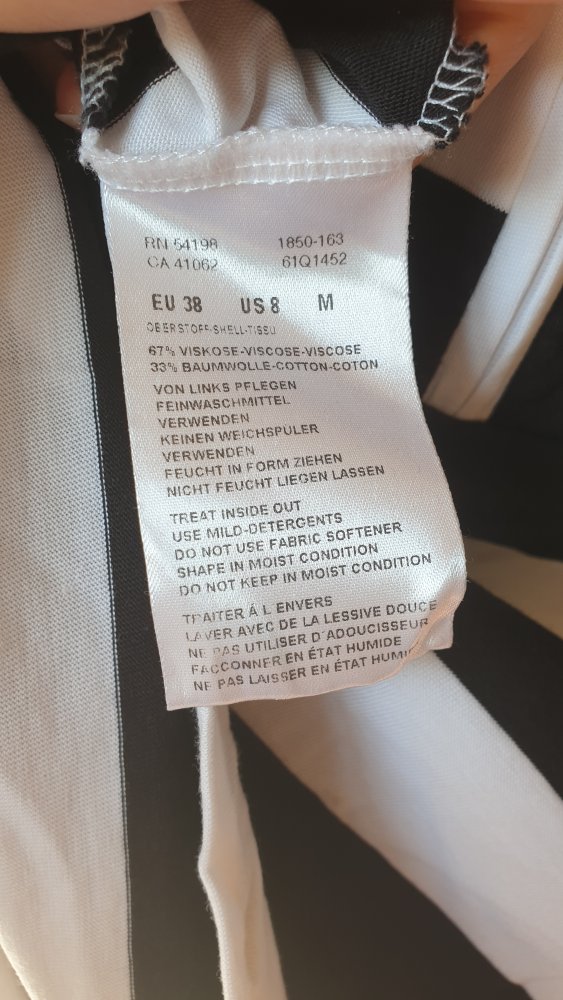 RN 54198 1850-163
CA 41062 61Q1452
EU 38 US 8 M
OBERSTOFF-SHELL-TISSU
67% VISKOSE-VISCOSE-VISCOSE
33% BAUMWOLLE-COTTON-COTON
VON LINKS PFLEGEN
FEINWASCHMITTEL
VERWENDEN
KEINEN WEICHSPULER
VERWENDEN
FEUCHT IN FORM ZIEHEN
NICHT FEUCHT LIEGEN LASSEN
TREAT INSIDE OUT
USE MILD-DETERGENTS
DO NOT USE FABRIC SOFTENER
SHAPE IN MOIST CONDITION
DO NOT KEEP IN MOIST CONDITION
TRAITER À L ENVERS
LAVER AVEC DE LA LESSIVE DOUCE
NE PAS UTILISER D'ADOUCISSEUR
FACCONNER EN ÉTAT HUMIDE
NE PAS LAISSER EN ÉTAT